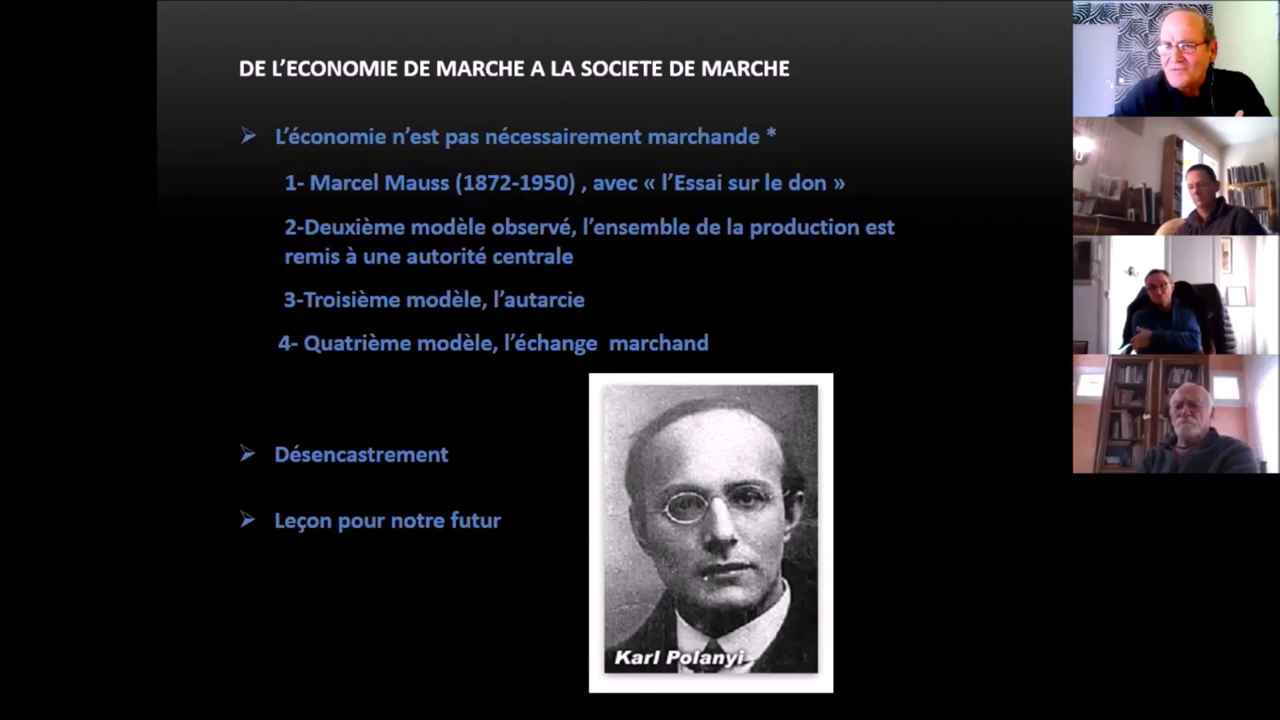 DE L’ECONOMIE DE MARCHE A LA SOCIETE DE MARCHE
L’économie n’est pas nécessairement marchande *
1- Marcel Mauss (1872-1950) , avec « l’Essai sur le don »
2-Deuxième modèle observé, l’ensemble de la production est
remis à une autorité centrale
3-Troisième modèle, l’autarcie
4- Quatrième modèle, l’échange marchand
Désencastrement
Leçon pour notre futur
Karl Polanyi